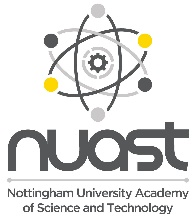 nuast
Nottingham University Academy
of Science and Technology